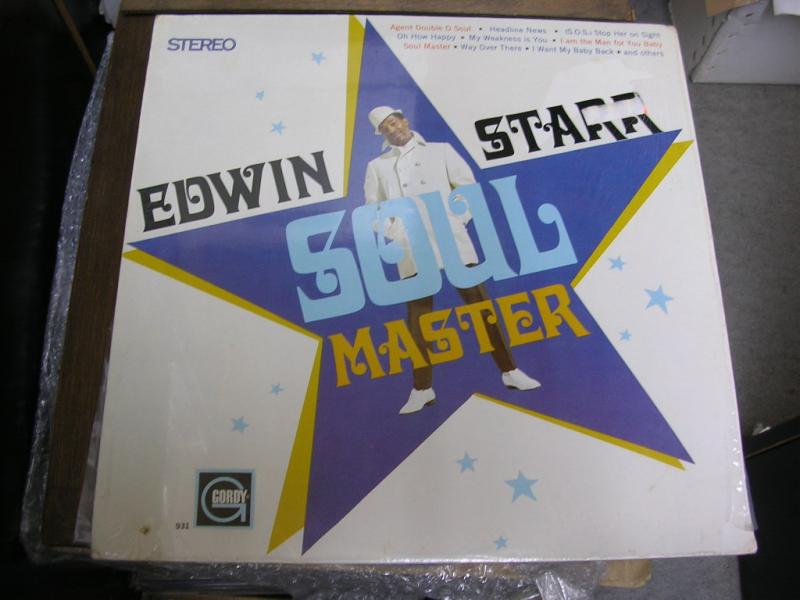 STEREO
Agent Double O Soul • Headline News • (S.O.S.) Stop Her on Sight
Oh How Happy • My Weakness is You • I am the Man for You Baby
Soul Master • Way Over There • I Want My Baby Back • and others
EDWIN STARR
SOUL
MASTER
GORDY
931